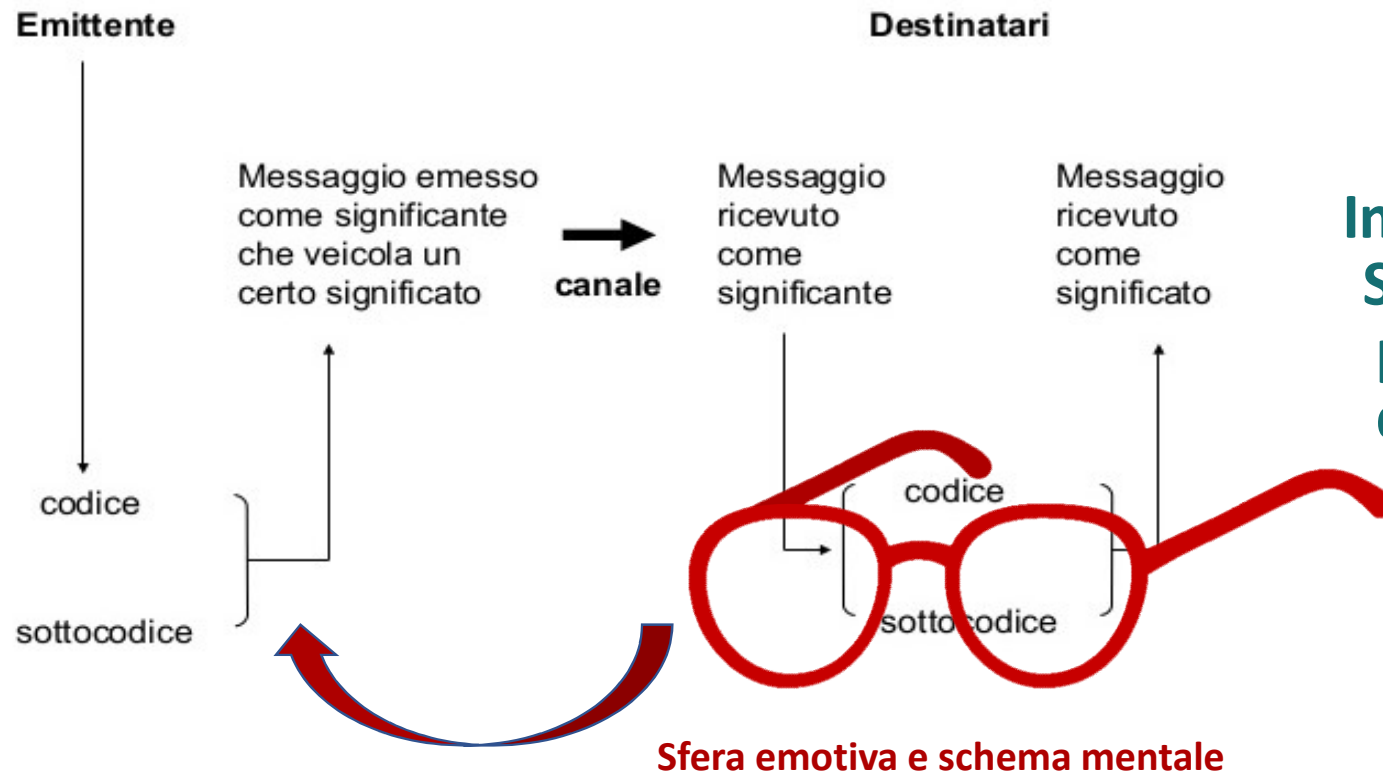 Emittente
Destinatari
Messaggio emesso
come significante
che veicola un
certo significato
canale
Messaggio
ricevuto
come
significante
Messaggio
ricevuto
come
significato
codice
sottocodice
codice
sottocodice
Sfera emotiva e schema mentale